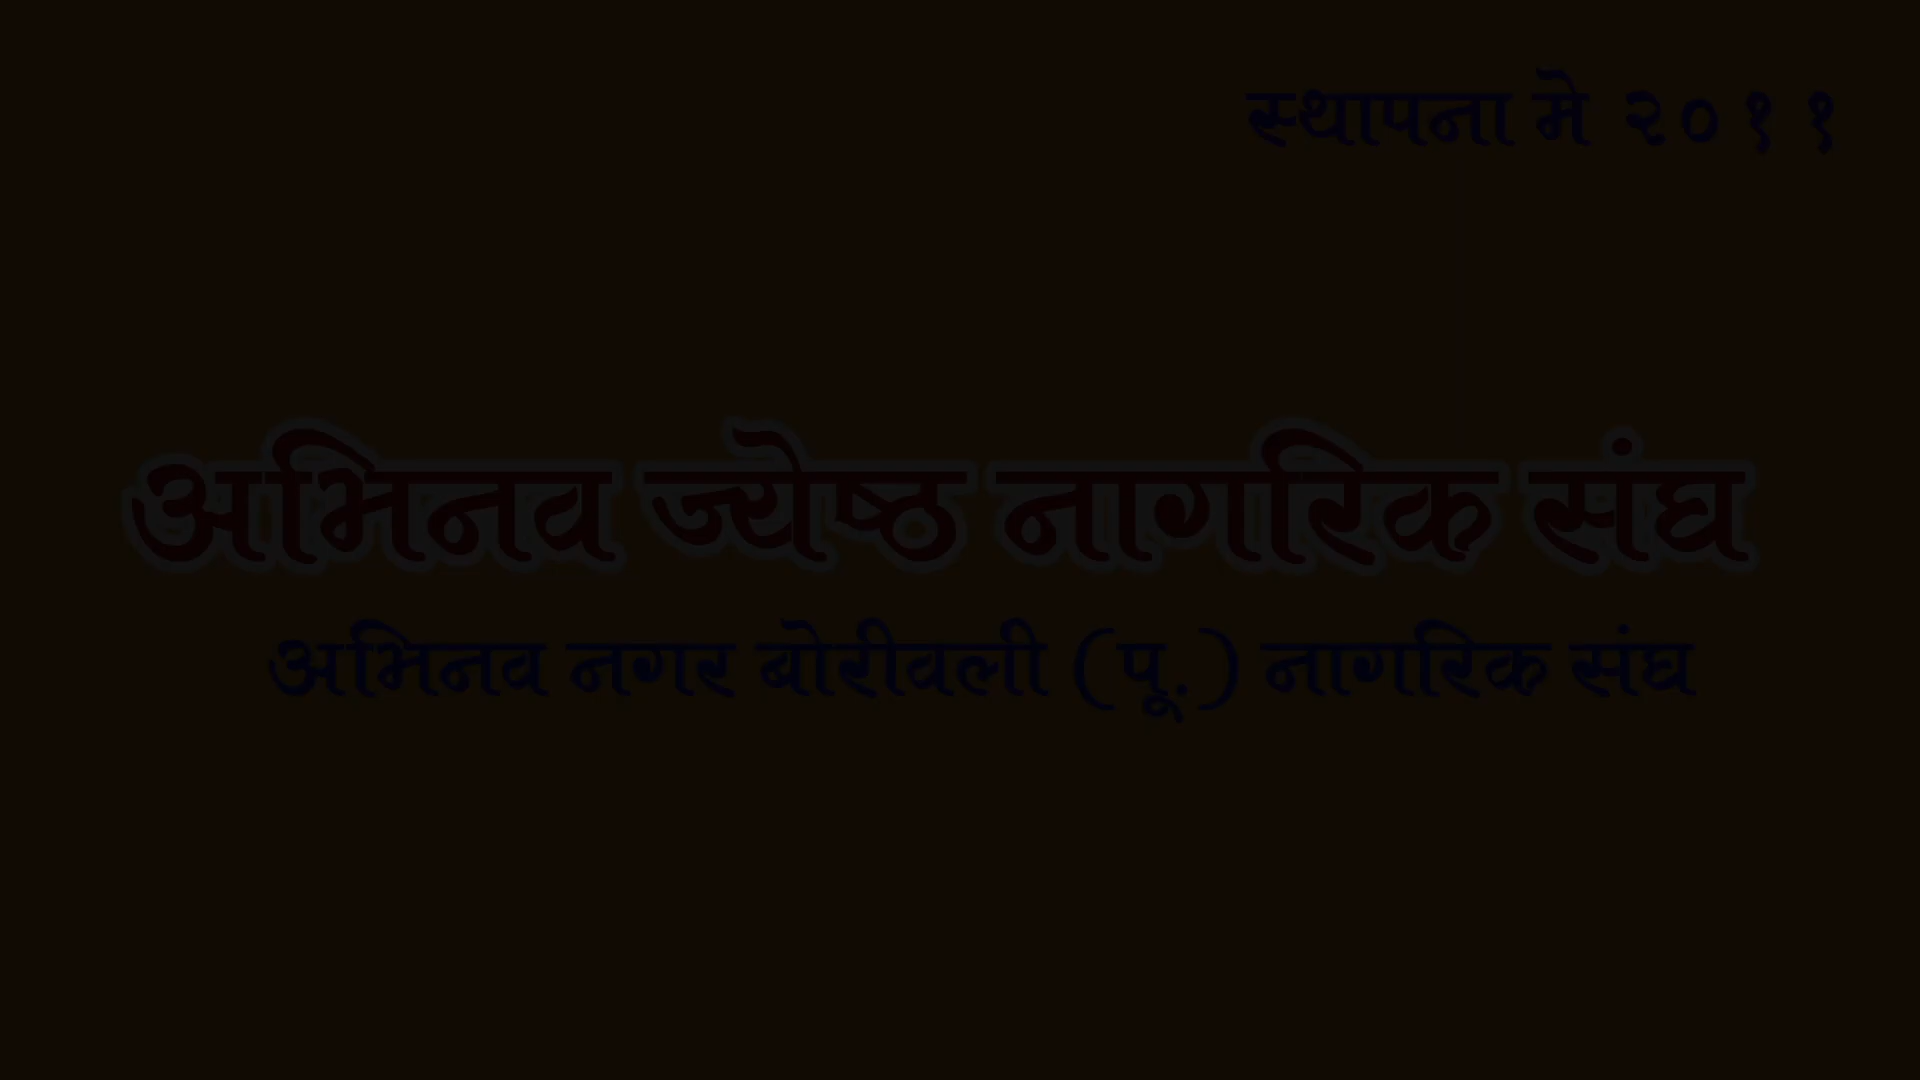 स्थापना मे २०११
अभिनव ज्येष्ठ नागरिक संघ
अभिनव नगर बोरीवली (पू.) नागरिक संघ